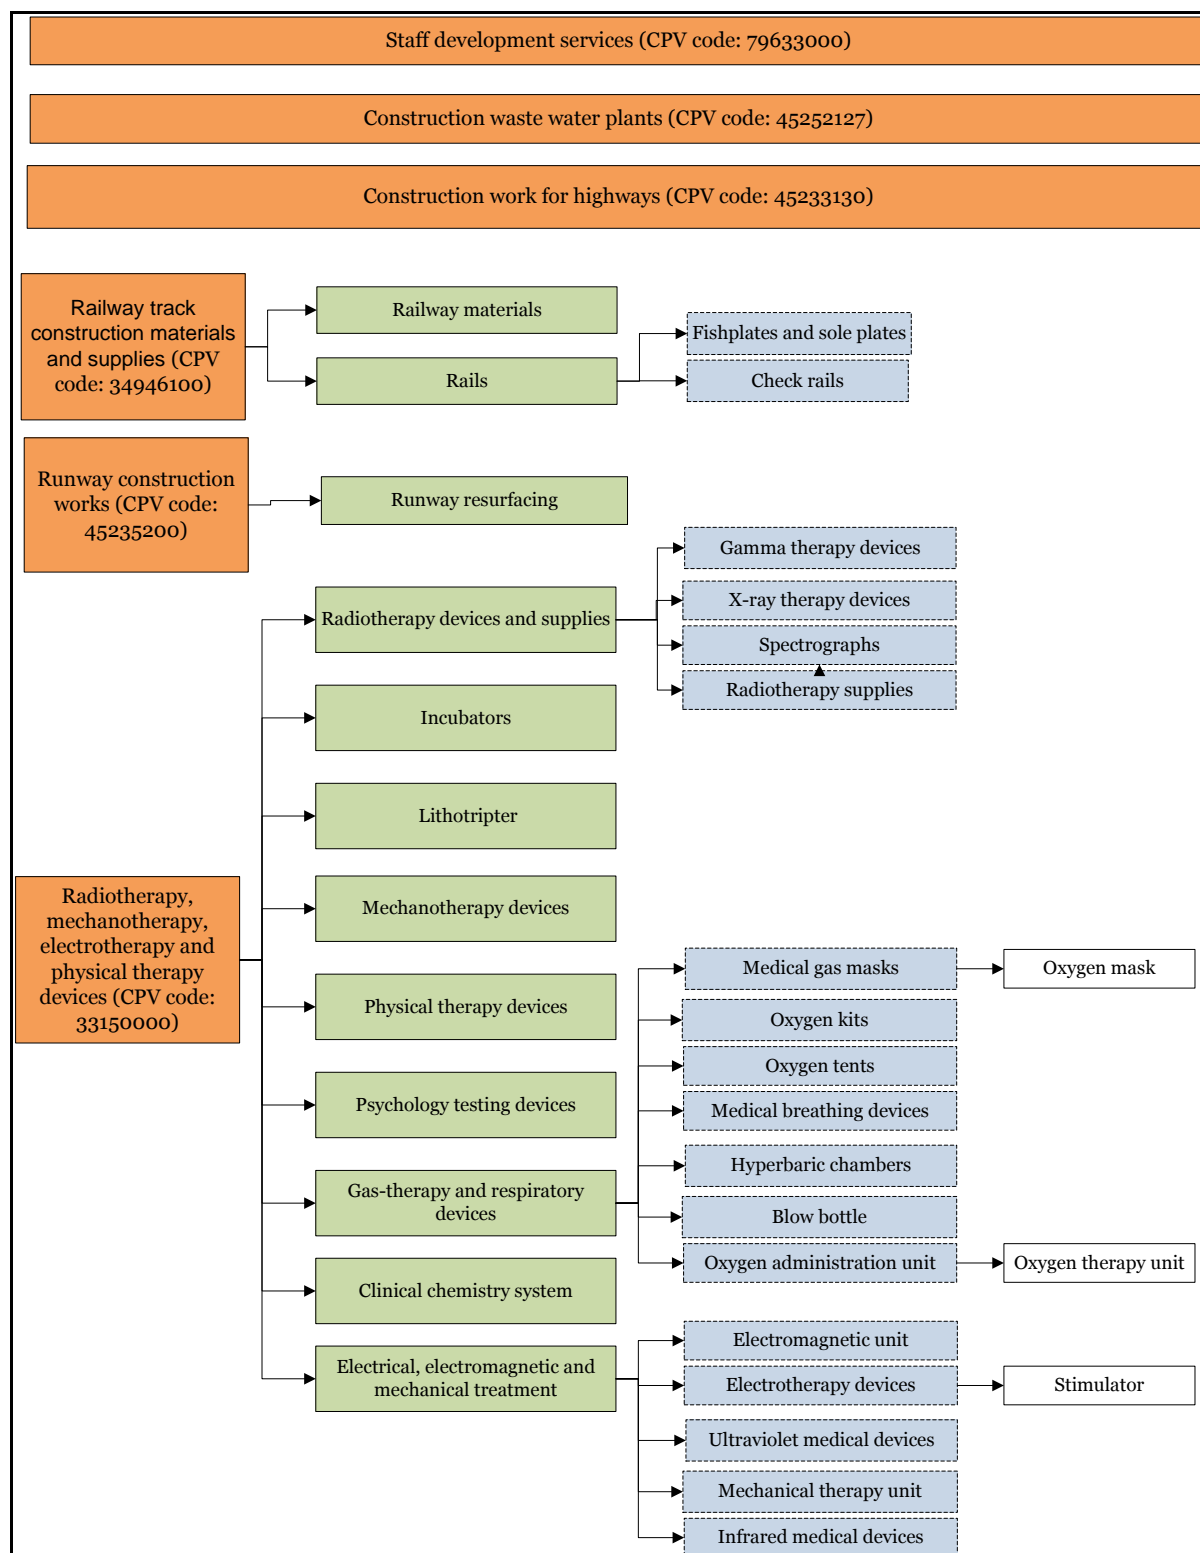 Staff development services (CPV code: 79633000)
Construction waste water plants (CPV code: 45252127)
Construction work for highways (CPV code: 45233130)
Railway track
construction materials
and supplies (CPV
code: 34946100)
Railway materials
Rails
Fishplates and sole plates
Check rails
Runway construction
works (CPV code:
45235200)
Runway resurfacing
Radiotherapy,
mechanotherapy,
electrotherapy and
physical therapy
devices (CPV code:
33150000)
Radiotherapy devices and supplies
Gamma therapy devices
X-ray therapy devices
Spectrographs
Radiotherapy supplies
Incubators
Lithotripter
Mechanotherapy devices
Physical therapy devices
Psychology testing devices
Gas-therapy and respiratory
devices
Medical gas masks
Oxygen mask
Oxygen kits
Oxygen tents
Medical breathing devices
Hyperbaric chambers
Blow bottle
Oxygen administration unit
Oxygen therapy unit
Clinical chemistry system
Electrical, electromagnetic and
mechanical treatment
Electromagnetic unit
Electrotherapy devices
Stimulator
Ultraviolet medical devices
Mechanical therapy unit
Infrared medical devices